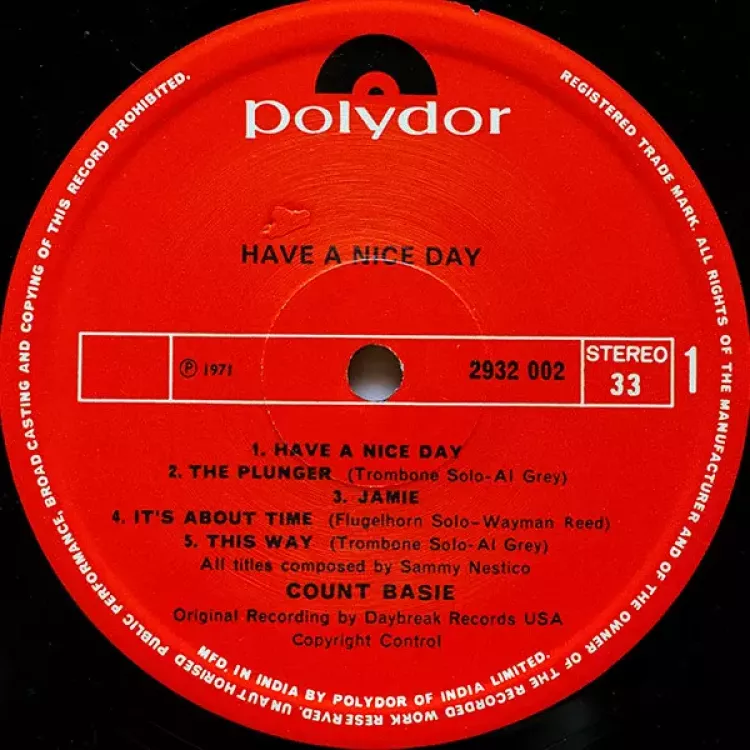 polydor
HAVE A NICE DAY
℗ 1971
2932 002
STEREO
33
1
1. HAVE A NICE DAY
2. THE PLUNGER (Trombone Solo-Al Grey)
3. JAMIE
4. IT'S ABOUT TIME (Flugelhorn Solo-Wayman Reed)
5. THIS WAY (Trombone Solo-Al Grey)
All titles composed by Sammy Nestico
COUNT BASIE
Original Recording by Daybreak Records USA
Copyright Control
MFD. IN INDIA BY POLYDOR OF INDIA LIMITED.
REGISTERED TRADE MARK. ALL RIGHTS OF THE MANUFACTURER AND OF THE OWNER OF THE RECORDED WORK RESERVED. UNAUTHORISED PUBLIC PERFORMANCE, BROADCASTING AND COPYING OF THIS RECORD PROHIBITED.